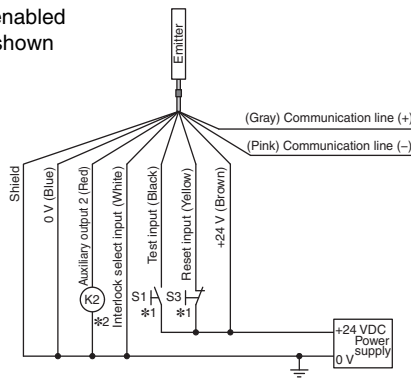 enabled
shown
Emitter
(Gray) Communication line (+)
(Pink) Communication line (−)
Shield
0 V (Blue)
Auxiliary output 2 (Red)
Interlock select input (White)
Test input (Black)
Reset input (Yellow)
+24 V (Brown)
K2
*2
S1
*1
S3
*1
+24 VDC
Power
supply
0 V